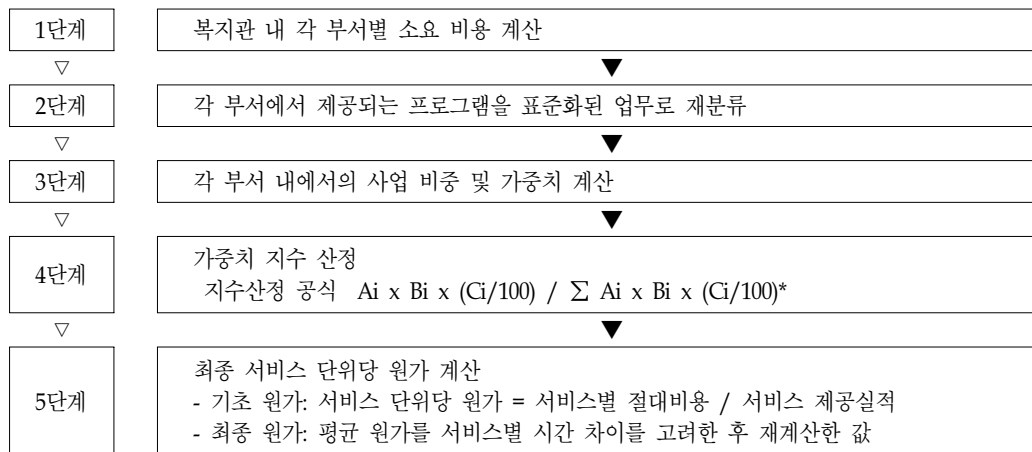 1단계 복지관 내 각 부서별 소요 비용 계산
▽ ▼
2단계 각 부서에서 제공되는 프로그램을 표준화된 업무로 재분류
▽ ▼
3단계 각 부서 내에서의 사업 비중 및 가중치 계산
▽ ▼
4단계 가중치 지수 산정
지수산정 공식 Ai x Bi x (Ci/100) / ∑ Ai x Bi x (Ci/100)*
▽ ▼
5단계 최종 서비스 단위당 원가 계산
- 기초 원가: 서비스 단위당 원가 = 서비스별 절대비용 / 서비스 제공실적
- 최종 원가: 평균 원가를 서비스별 시간 차이를 고려한 후 재계산한 값